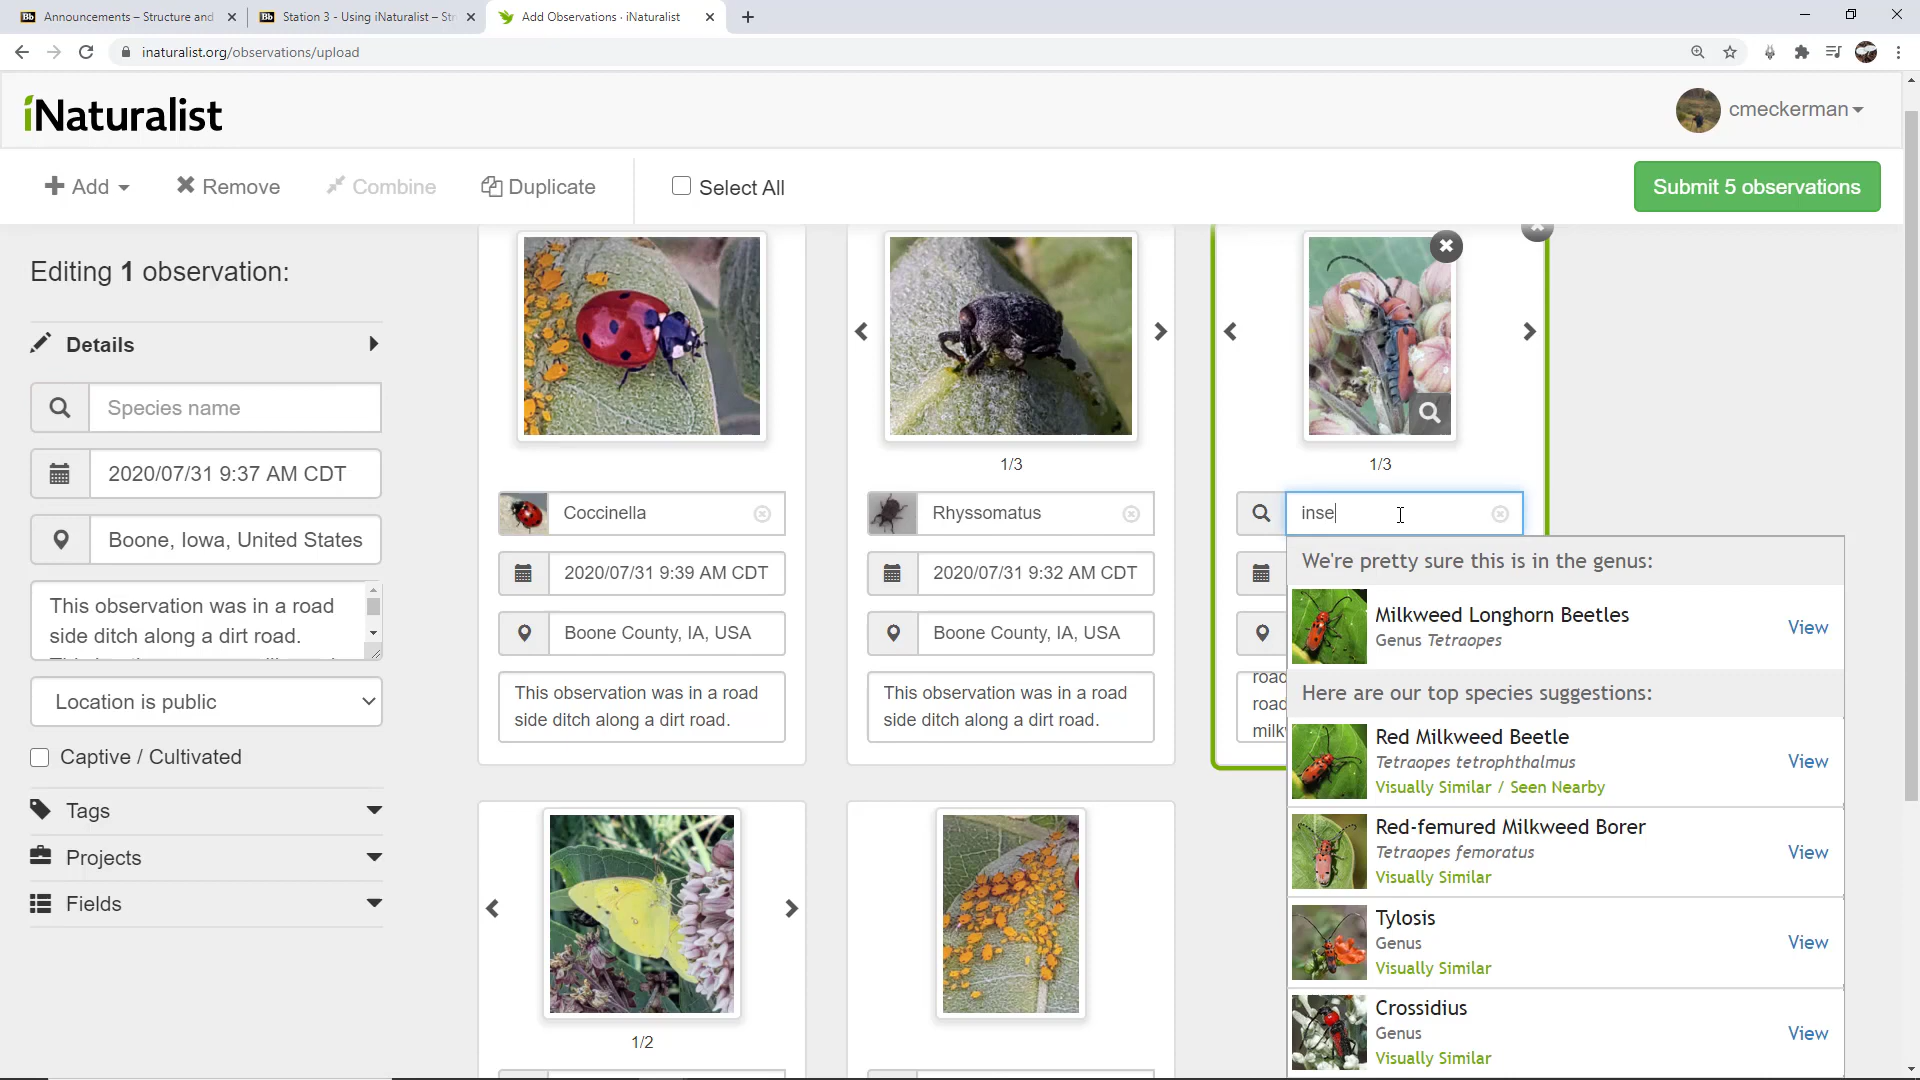 Announcements – Structure and
Station 3 - Using iNaturalist – Str
Add Observations · iNaturalist
inaturalist.org/observations/upload
iNaturalist
cmeckerman
Add
Remove
Combine
Duplicate
Select All
Submit 5 observations
Editing 1 observation:
Details
Species name
2020/07/31 9:37 AM CDT
Boone, Iowa, United States
This observation was in a road
side ditch along a dirt road.
Location is public
Captive / Cultivated
Tags
Projects
Fields
Coccinella
2020/07/31 9:39 AM CDT
Boone County, IA, USA
This observation was in a road
side ditch along a dirt road.
1/3
Rhyssomatus
2020/07/31 9:32 AM CDT
Boone County, IA, USA
This observation was in a road
side ditch along a dirt road.
1/3
inse
road
road
milk
We're pretty sure this is in the genus:
Milkweed Longhorn Beetles
Genus Tetraopes
View
Here are our top species suggestions:
Red Milkweed Beetle
Tetraopes tetrophthalmus
Visually Similar / Seen Nearby
View
Red-femured Milkweed Borer
Tetraopes femoratus
Visually Similar
View
Tylosis
Genus
Visually Similar
View
Crossidius
Genus
Visually Similar
View
1/2